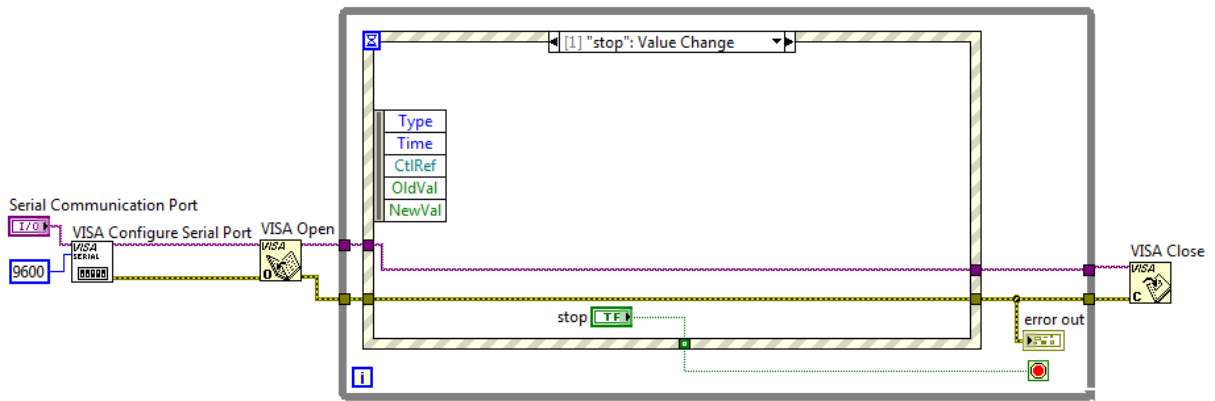 [1] "stop": Value Change
Type
Time
CtlRef
OldVal
NewVal
Serial Communication Port
I/O
VISA Configure Serial Port
VISA Open
VISA
SERIAL
VISA
O
9600
VISA Close
VISA
C
stop
TF
error out
i